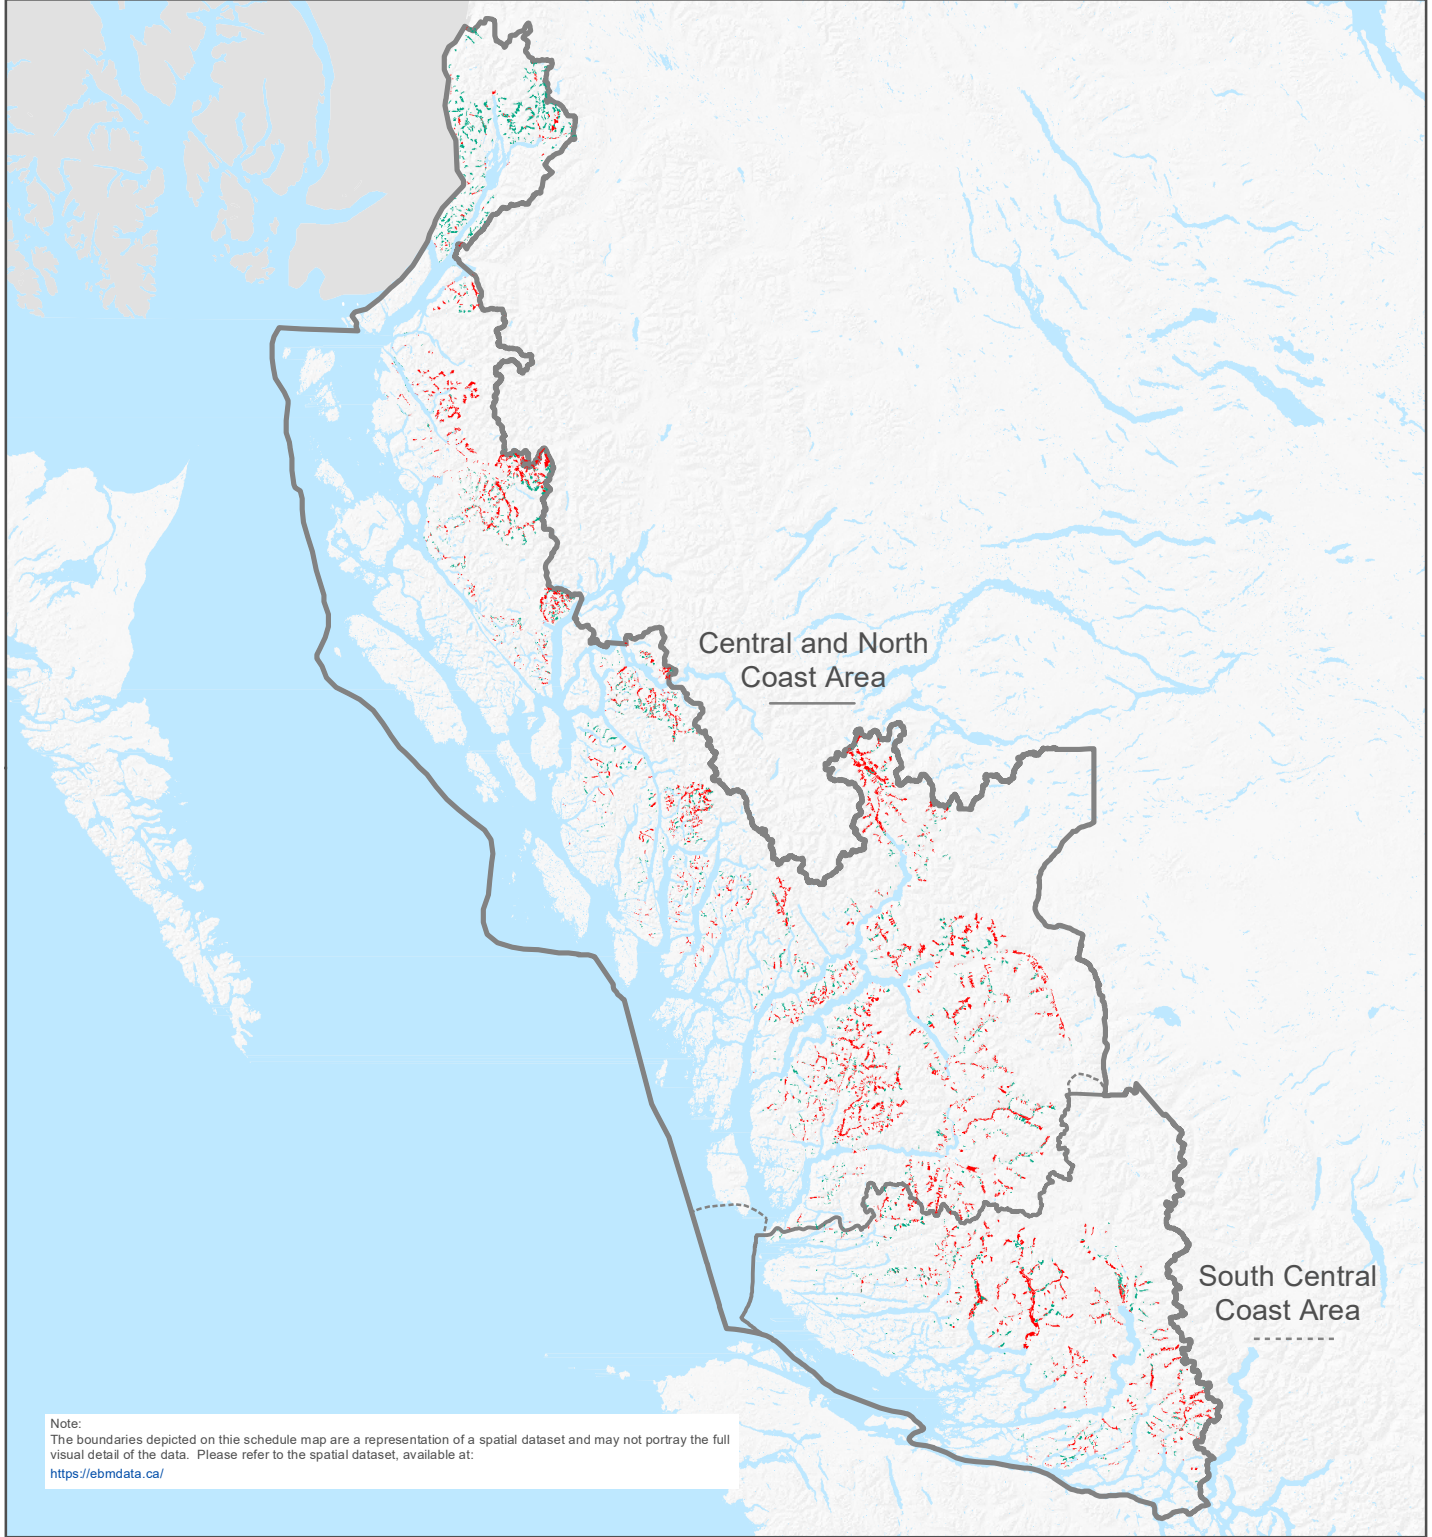 Central and North
Coast Area
South Central
Coast Area
Note:
The boundaries depicted on thie schedule map are a representation of a spatial dataset and may not portray the full
visual detail of the data.  Please refer to the spatial dataset, available at:
https://ebmdata.ca/